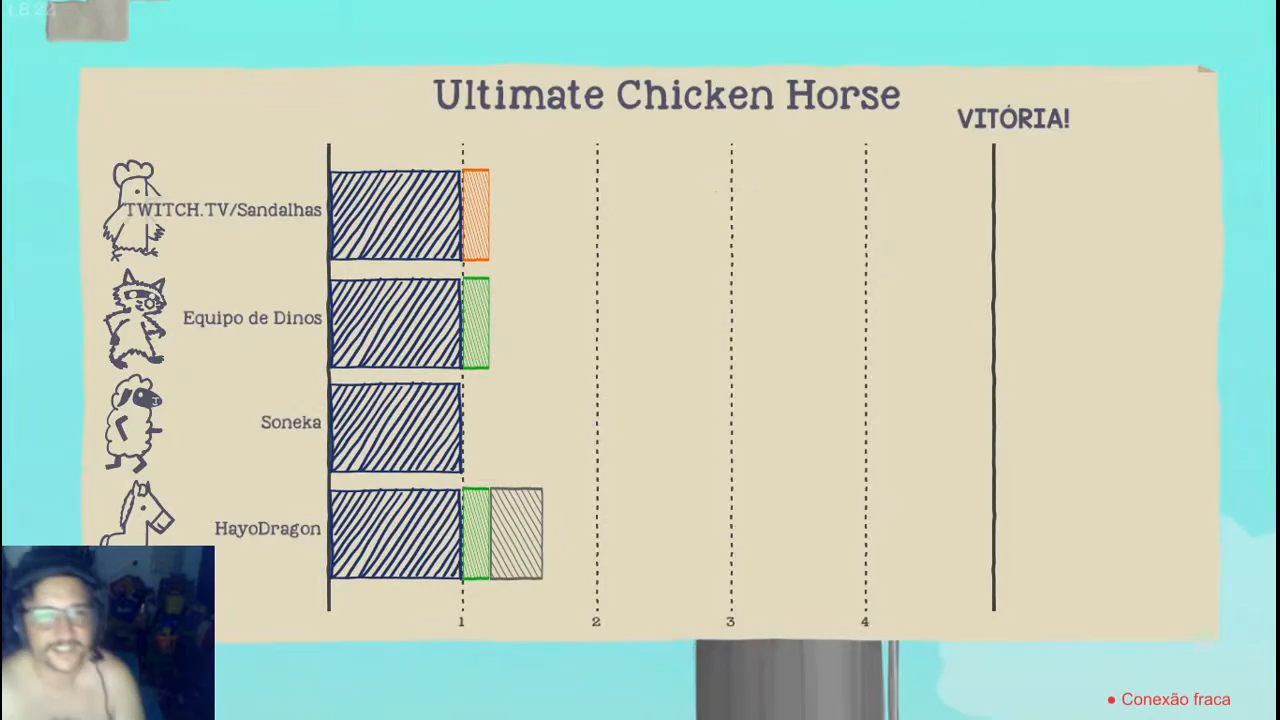 Ultimate Chicken Horse
VITÓRIA!
TWITCH.TV/Sandalhas
Equipo de Dinos
Soneka
HayoDragon
1 2 3 4
● Conexão fraca